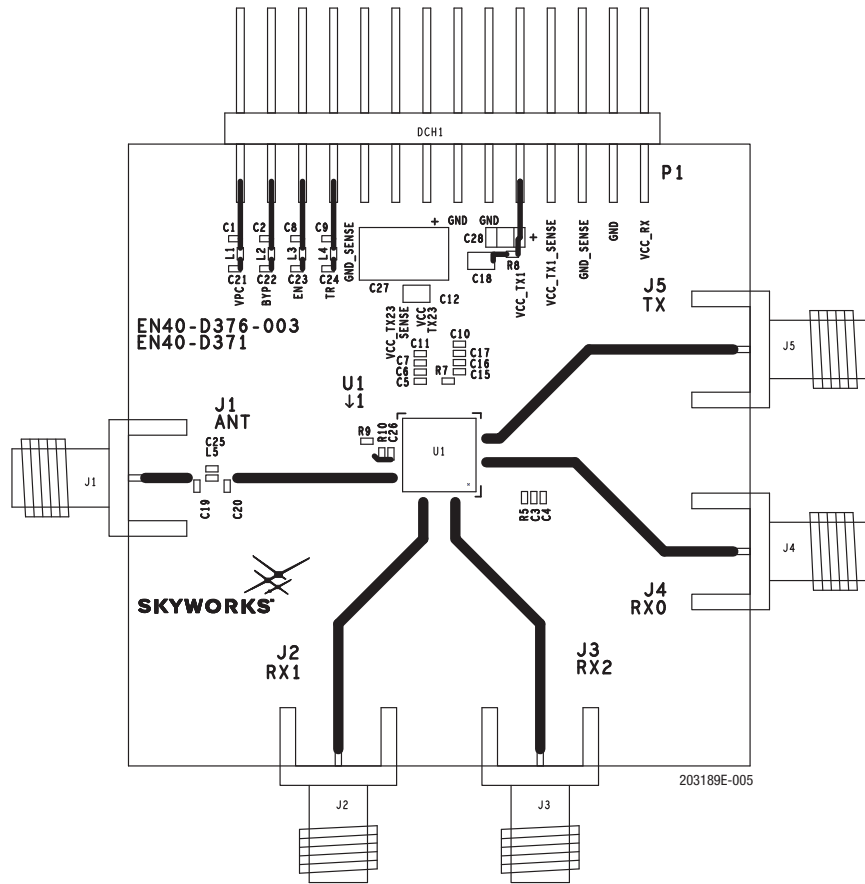 DCH1
P1
C1
C2
C8
C9
L1
L2
L3
L4
C21
C22
C23
C24
VPC
BYP
EN
TR
GND_SENSE
+ GND
GND
C28
+
C18
R8
C27
C12
VCC_TX23
SENSE
VCC
TX23
VCC_TX1
VCC_TX1_SENSE
GND_SENSE
GND
VCC_RX
EN40-D376-003
EN40-D371
J5
TX
J5
C10
C11
C17
C7
C16
C6
C15
C5
R7
U1
↓1
J1
ANT
R9
R10
C26
U1
C25
L5
J1
C19
C20
R5
C3
C4
J4
J4
RX0
SKYWORKS™
J2
RX1
J3
RX2
203189E-005
J2
J3